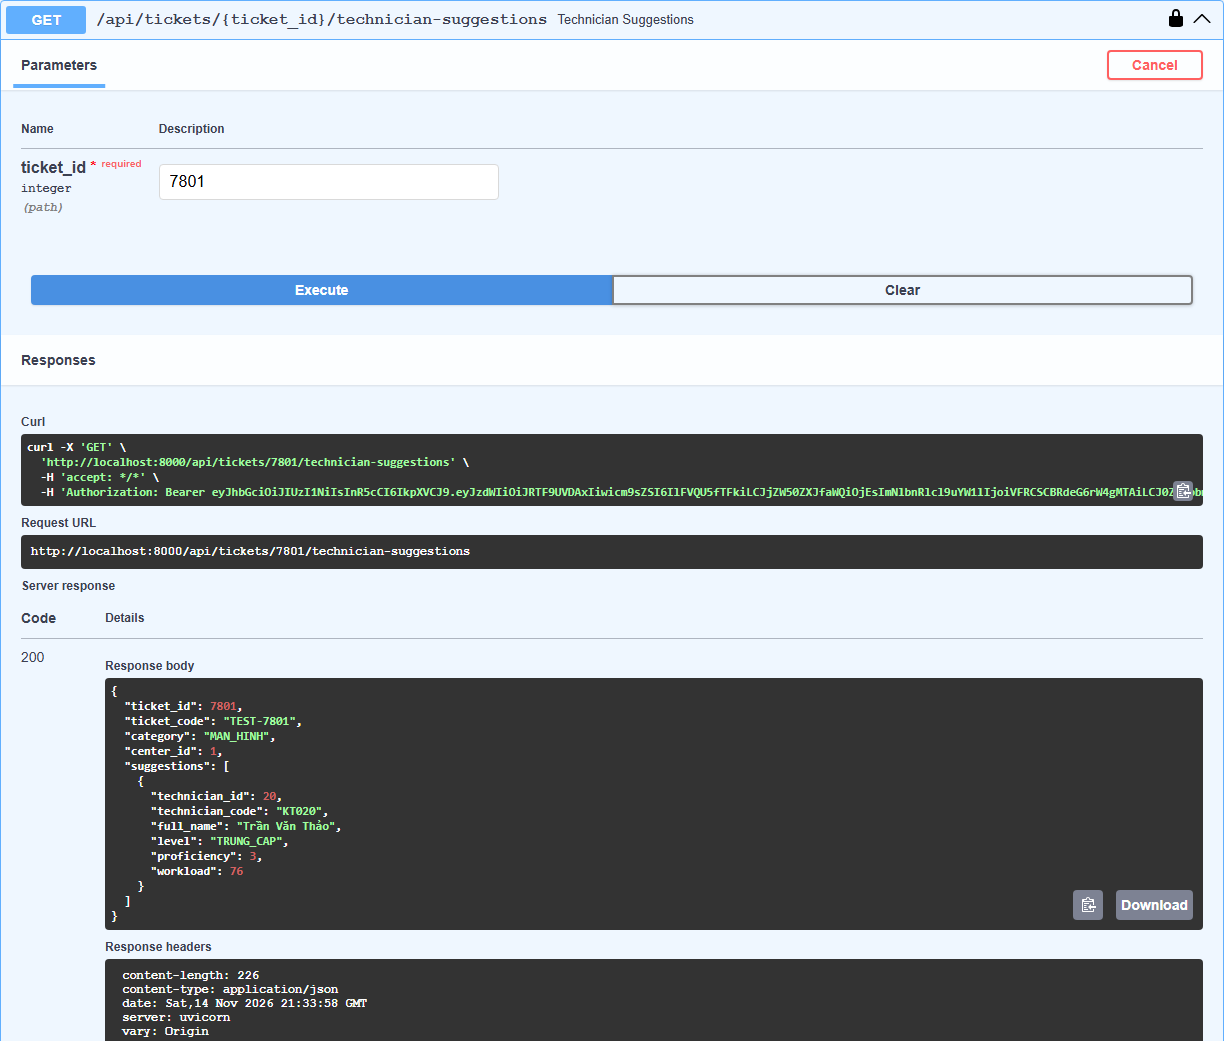 GET /api/tickets/{ticket_id}/technician-suggestions Technician Suggestions
Parameters
Cancel
Name Description
ticket_id * required
integer
(path)
7801
Execute Clear
Responses
Curl
curl -X 'GET' \
'http://localhost:8000/api/tickets/7801/technician-suggestions' \
-H 'accept: */*' \
-H 'Authorization: Bearer
Request URL
http://localhost:8000/api/tickets/7801/technician-suggestions
Server response
Code Details
200
Response body
{
"ticket_id": 7801,
"ticket_code": "TEST-7801",
"category": "MAN_HINH",
"center_id": 1,
"suggestions": [
{
"technician_id": 20,
"technician_code": "KT020",
"full_name": "Trần Văn Thảo",
"level": "TRUNG_CAP",
"proficiency": 3,
"workload": 76
}
]
}
Download
Response headers
content-length: 226
content-type: application/json
date: Sat,14 Nov 2026 21:33:58 GMT
server: uvicorn
vary: Origin